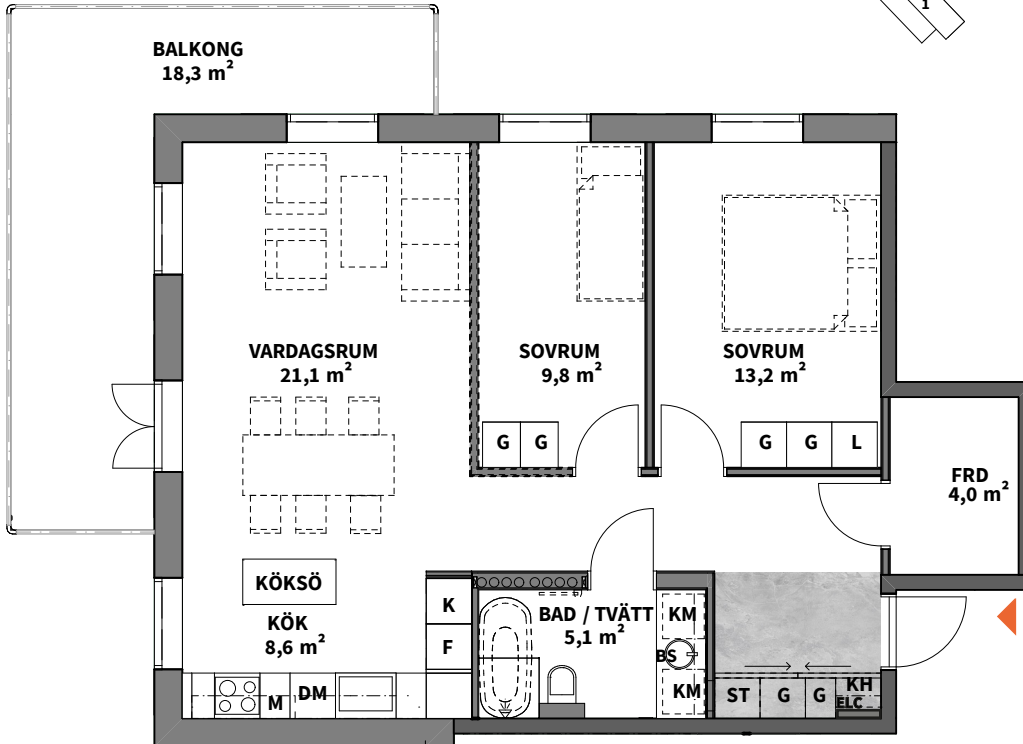 1
BALKONG
18,3 m²
VARDAGSRUM
21,1 m²
SOVRUM
9,8 m²
SOVRUM
13,2 m²
G G
G G L
FRD
4,0 m²
KÖKSÖ
KÖK
8,6 m²
K
F
M
DM
BAD / TVÄTT
5,1 m²
KM
BS
KM
ST
G
G
KH
ELC